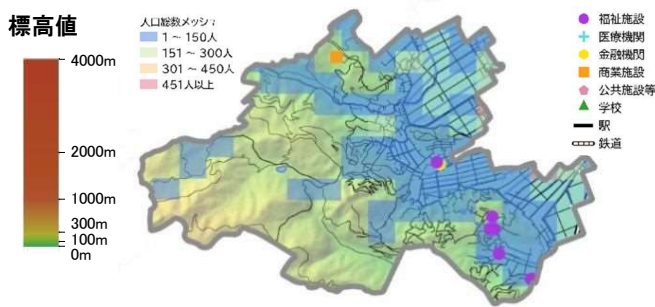 標高値
4000m
2000m
1000m
300m
100m
0m
人口総数メッシュ
1 ～ 150人
151 ～ 300人
301 ～ 450人
451人以上
福祉施設
医療機関
金融機関
商業施設
公共施設等
学校
駅
鉄道